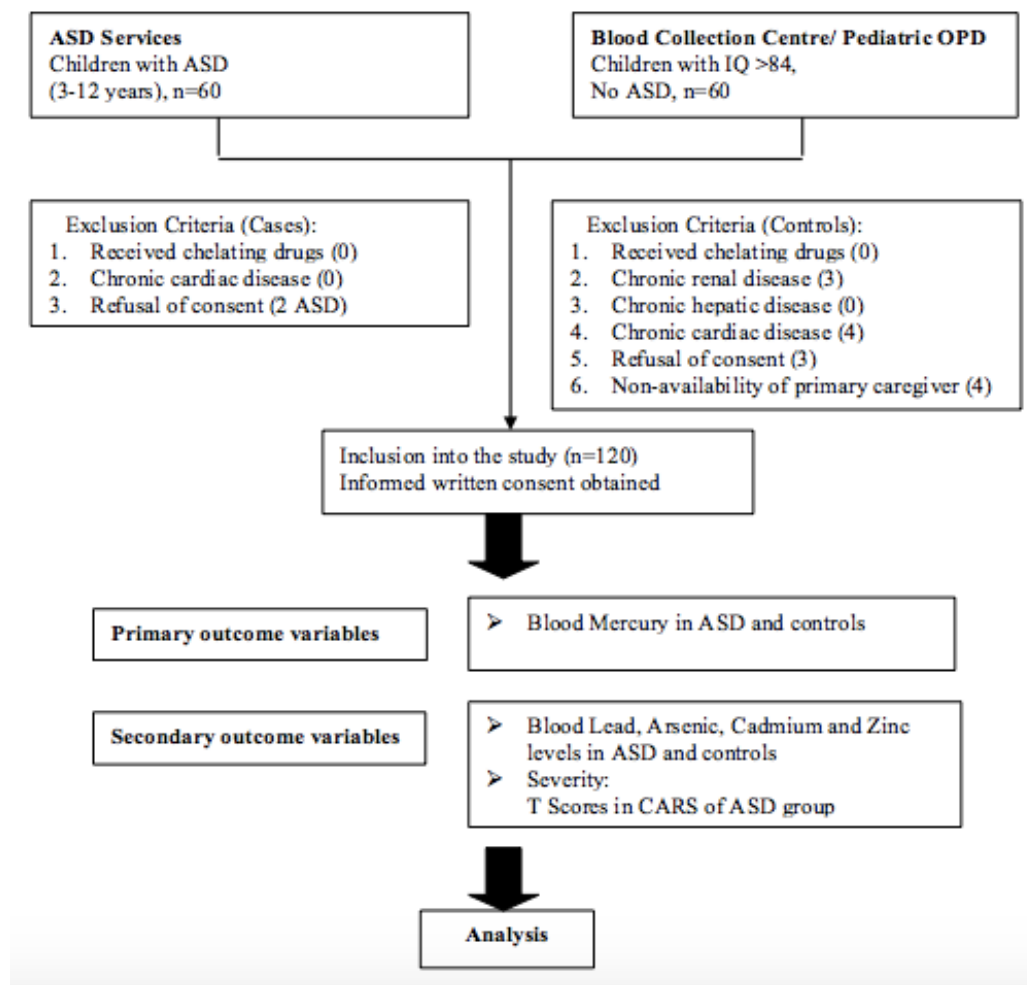 ASD Services
Children with ASD
(3-12 years), n=60
Blood Collection Centre/ Pediatric OPD
Children with IQ >84,
No ASD, n=60
Exclusion Criteria (Cases):
1. Received chelating drugs (0)
2. Chronic cardiac disease (0)
3. Refusal of consent (2 ASD)
Exclusion Criteria (Controls):
1. Received chelating drugs (0)
2. Chronic renal disease (3)
3. Chronic hepatic disease (0)
4. Chronic cardiac disease (4)
5. Refusal of consent (3)
6. Non-availability of primary caregiver (4)
Inclusion into the study (n=120)
Informed written consent obtained
Primary outcome variables
➢ Blood Mercury in ASD and controls
Secondary outcome variables
➢ Blood Lead, Arsenic, Cadmium and Zinc
levels in ASD and controls
➢ Severity:
T Scores in CARS of ASD group
Analysis